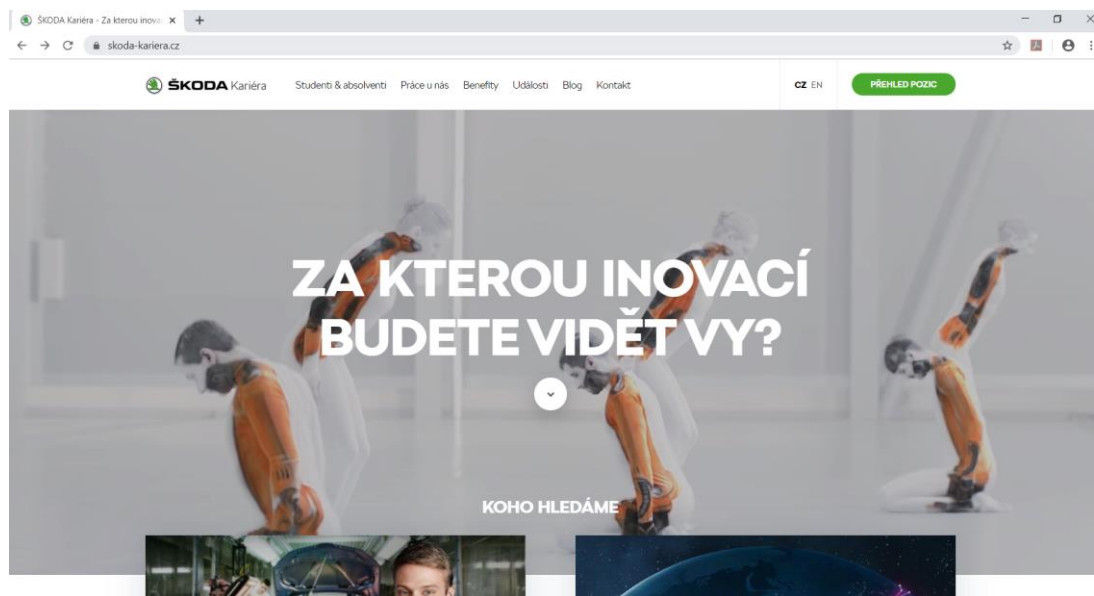 ŠKODA Kariéra - Za kterou inova
skoda-kariera.cz
ŠKODA Kariéra Studenti & absolventi Práce u nás Benefity Události Blog Kontakt CZ EN PŘEHLED POZIC
ZA KTEROU INOVACÍ
BUDETE VIDĚT VY?
KOHO HLEDÁME